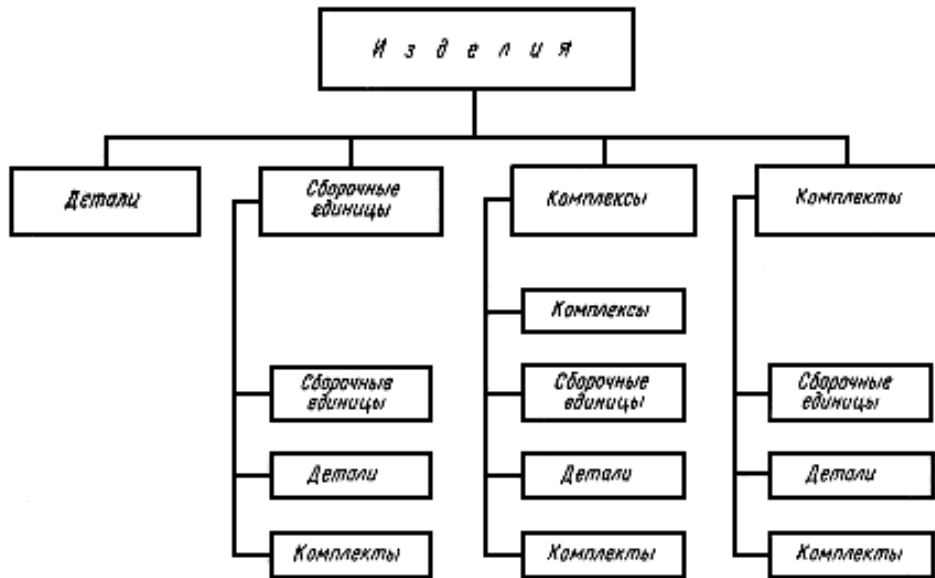 Изделия
Детали
Сборочные
единицы
Комплексы
Комплекты
Комплексы
Сборочные
единицы
Сборочные
единицы
Сборочные
единицы
Детали
Детали
Детали
Комплекты
Комплекты
Комплекты